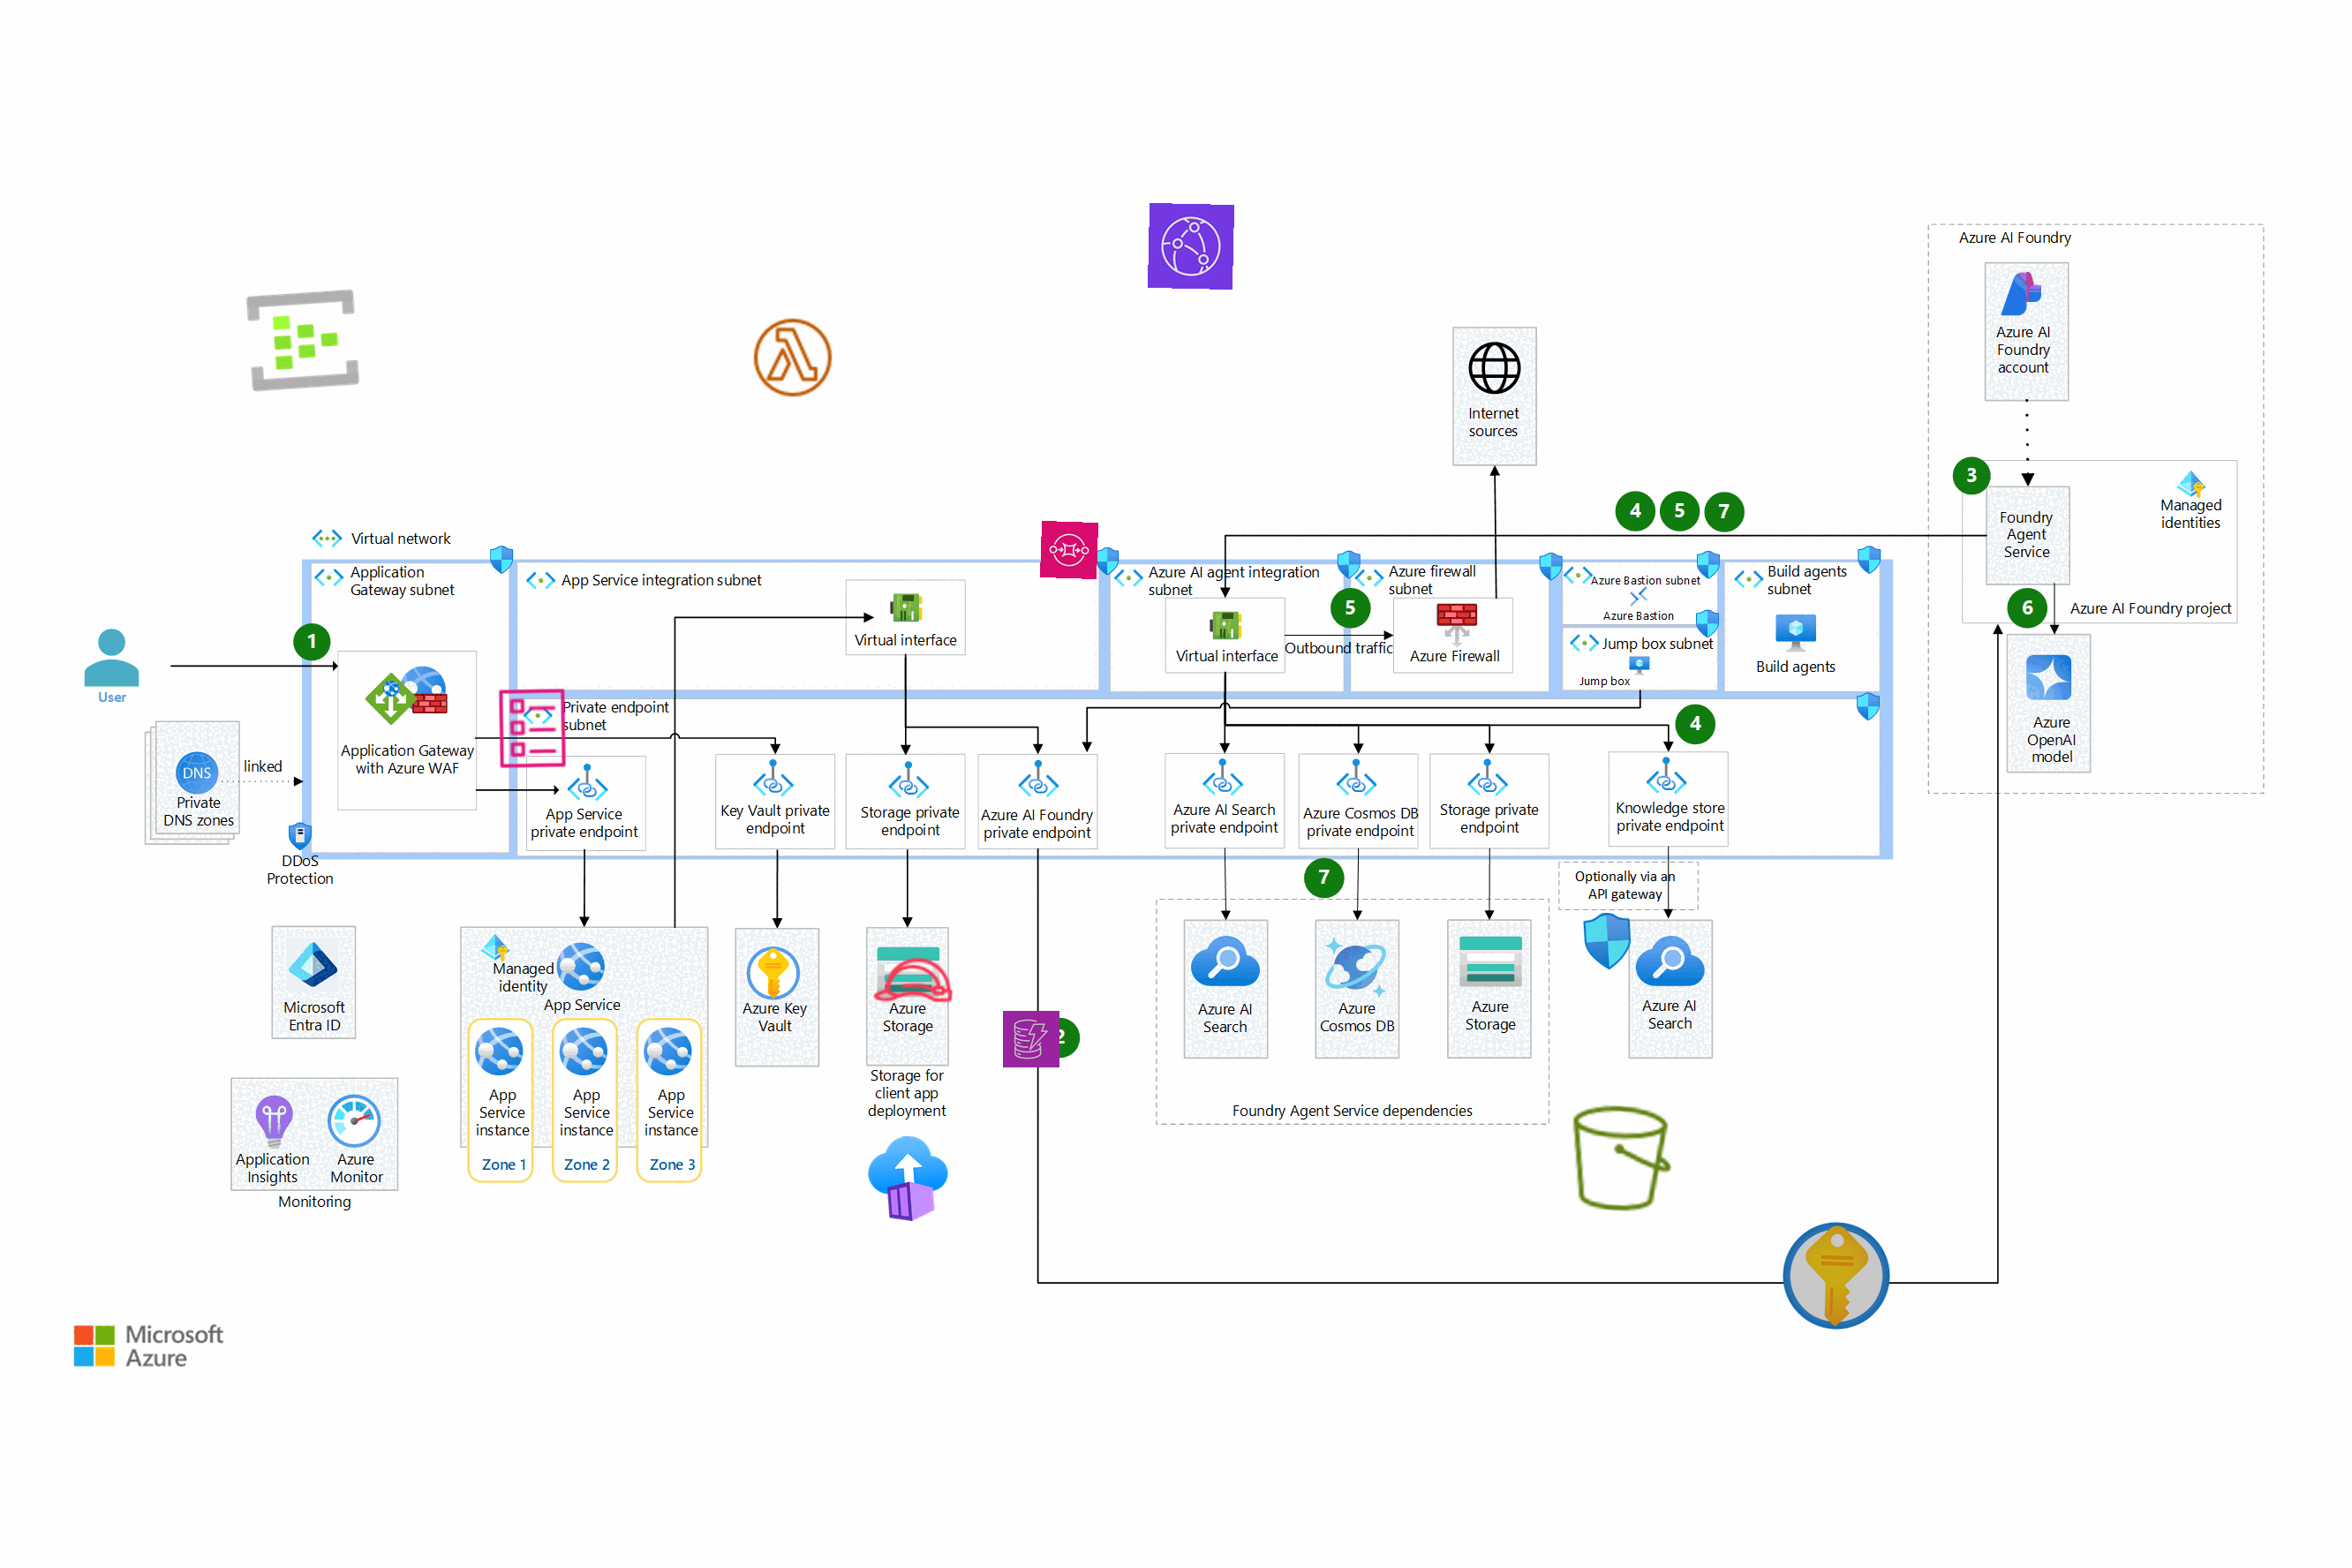 Azure AI Foundry
Azure AI
Foundry
account
Internet
sources
3
Managed
identities
Foundry
Agent
Service
6
Azure AI Foundry project
Azure
OpenAI
model
4
5
7
Virtual network
Application
Gateway subnet
App Service integration subnet
Virtual interface
Azure AI agent integration
subnet
Virtual interface
5
Outbound traffic
Azure firewall
subnet
Azure Firewall
Azure Bastion subnet
Azure Bastion
Jump box subnet
Jump box
Build agents
subnet
Build agents
1
User
Application Gateway
with Azure WAF
DNS
Private
DNS zones
linked
DDoS
Protection
Private endpoint
subnet
App Service
private endpoint
Key Vault private
endpoint
Storage private
endpoint
Azure AI Foundry
private endpoint
Azure AI Search
private endpoint
Azure Cosmos DB
private endpoint
Storage private
endpoint
4
Knowledge store
private endpoint
7
Optionally via an
API gateway
Microsoft
Entra ID
Managed
identity
App Service
App
Service
instance
Zone 1
App
Service
instance
Zone 2
App
Service
instance
Zone 3
Azure Key
Vault
Azure
Storage
Storage for
client app
deployment
2
Azure AI
Search
Azure
Cosmos DB
Azure
Storage
Foundry Agent Service dependencies
Azure AI
Search
Application
Insights
Azure
Monitor
Monitoring
Microsoft
Azure